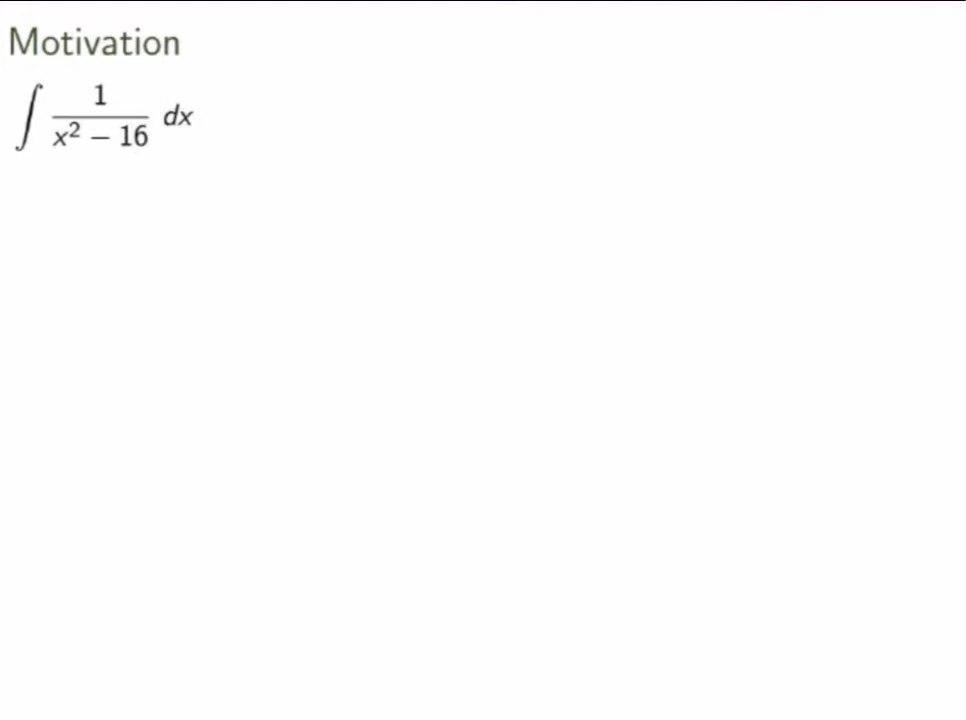 Motivation
∫ 1/(x² − 16) dx